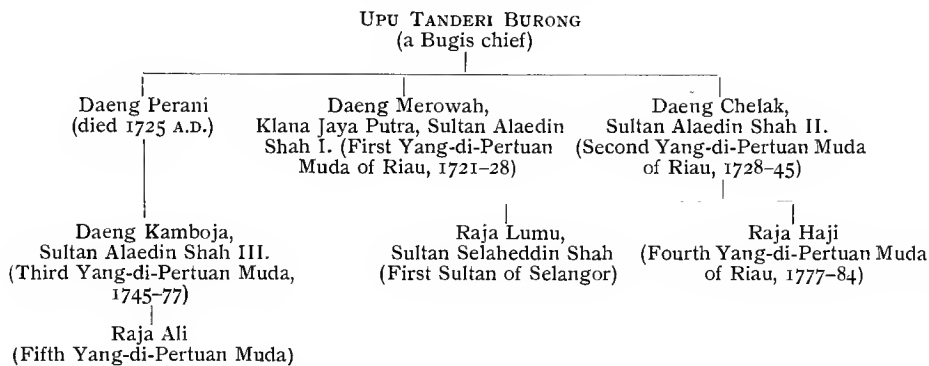 UPU TANDERI BURONG
(a Bugis chief)
Daeng Perani
(died 1725 A.D.)
Daeng Merowah,
Klana Jaya Putra, Sultan Alaedin
Shah I. (First Yang-di-Pertuan
Muda of Riau, 1721–28)
Daeng Chelak,
Sultan Alaedin Shah II.
(Second Yang-di-Pertuan Muda
of Riau, 1728–45)
Daeng Kamboja,
Sultan Alaedin Shah III.
(Third Yang-di-Pertuan Muda,
1745–77)
Raja Lumu,
Sultan Selaheddin Shah
(First Sultan of Selangor)
Raja Haji
(Fourth Yang-di-Pertuan Muda
of Riau, 1777–84)
Raja Ali
(Fifth Yang-di-Pertuan Muda)